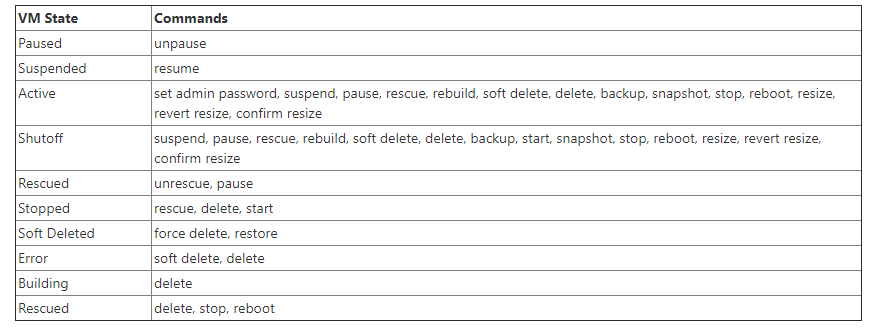 VM State Commands
Paused unpause
Suspended resume
Active set admin password, suspend, pause, rescue, rebuild, soft delete, delete, backup, snapshot, stop, reboot, resize,
revert resize, confirm resize
Shutoff suspend, pause, rescue, rebuild, soft delete, delete, backup, start, snapshot, stop, reboot, resize, revert resize,
confirm resize
Rescued unrescue, pause
Stopped rescue, delete, start
Soft Deleted force delete, restore
Error soft delete, delete
Building delete
Rescued delete, stop, reboot